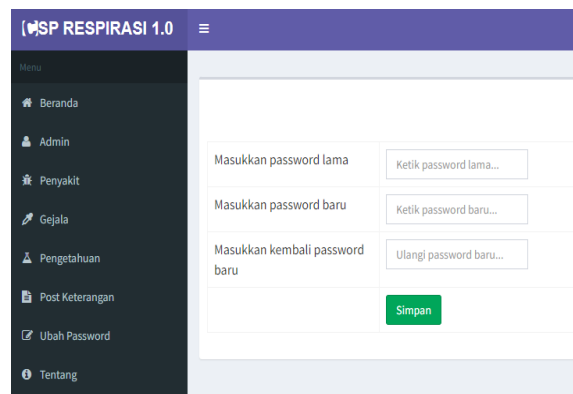 SP RESPIRASI 1.0
Menu
Beranda
Admin
Penyakit
Gejala
Pengetahuan
Post Keterangan
Ubah Password
Tentang
Masukkan password lama
Ketik password lama...
Masukkan password baru
Ketik password baru...
Masukkan kembali password
baru
Ulangi password baru...
Simpan